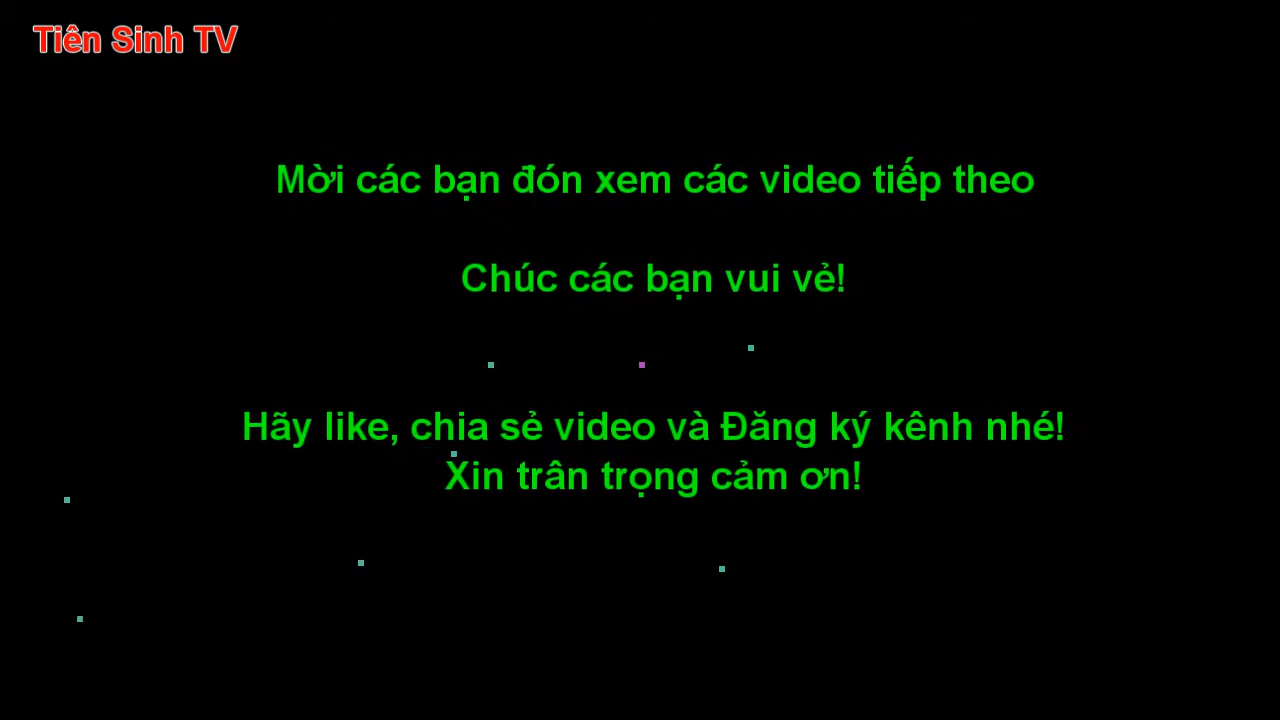 Tiên Sinh TV
Mời các bạn đón xem các video tiếp theo
Chúc các bạn vui vẻ!
Hãy like, chia sẻ video và Đăng ký kênh nhé!
Xin trân trọng cảm ơn!